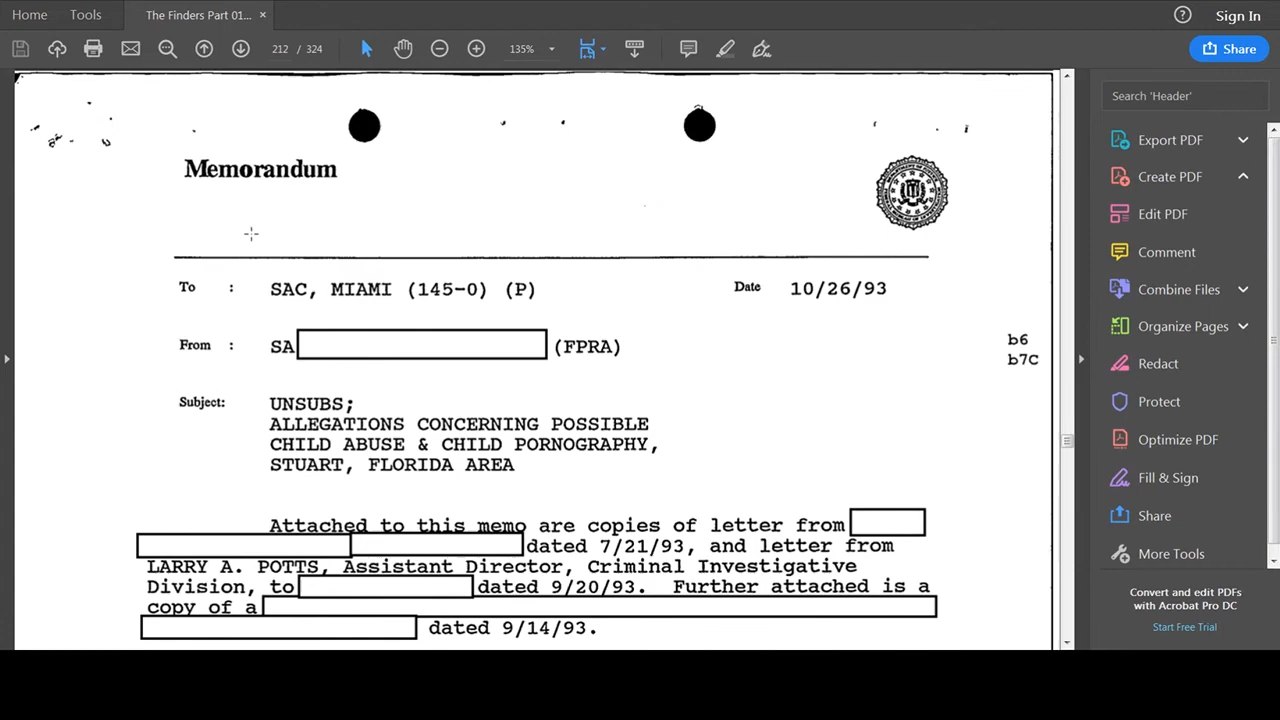 Home Tools The Finders Part 01... × Sign In
212 / 324 135% Share
Search 'Header'
Export PDF
Create PDF
Edit PDF
Comment
Combine Files
Organize Pages
Redact
Protect
Optimize PDF
Fill & Sign
Share
More Tools
Convert and edit PDFs
with Acrobat Pro DC
Start Free Trial
Memorandum
To : SAC, MIAMI (145-0) (P) Date 10/26/93
From : SA (FPRA)
b6
b7C
Subject: UNSUBS;
ALLEGATIONS CONCERNING POSSIBLE
CHILD ABUSE & CHILD PORNOGRAPHY,
STUART, FLORIDA AREA
Attached to this memo are copies of letter from
dated 7/21/93, and letter from
LARRY A. POTTS, Assistant Director, Criminal Investigative
Division, to dated 9/20/93. Further attached is a
copy of a
dated 9/14/93.